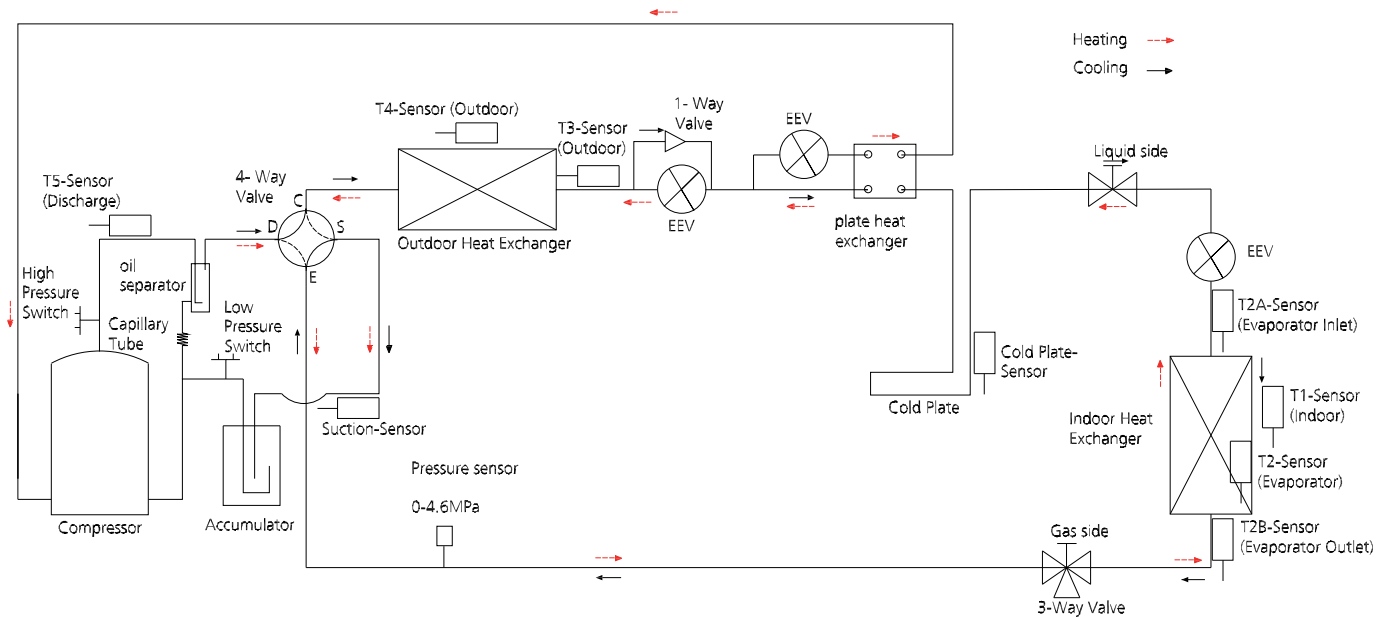 Heating
Cooling
T4-Sensor (Outdoor)
1- Way
Valve
T3-Sensor
(Outdoor)
EEV
Liquid side
T5-Sensor
(Discharge)
4- Way
Valve
C
D
S
E
EEV
Outdoor Heat Exchanger
plate heat
exchanger
EEV
High
Pressure
Switch
oil
separator
Capillary
Tube
Low
Pressure
Switch
T2A-Sensor
(Evaporator Inlet)
Cold Plate-
Sensor
Cold Plate
T1-Sensor
(Indoor)
Indoor Heat
Exchanger
Suction-Sensor
T2-Sensor
(Evaporator)
Pressure sensor
0-4.6MPa
Compressor
Accumulator
Gas side
T2B-Sensor
(Evaporator Outlet)
3-Way Valve